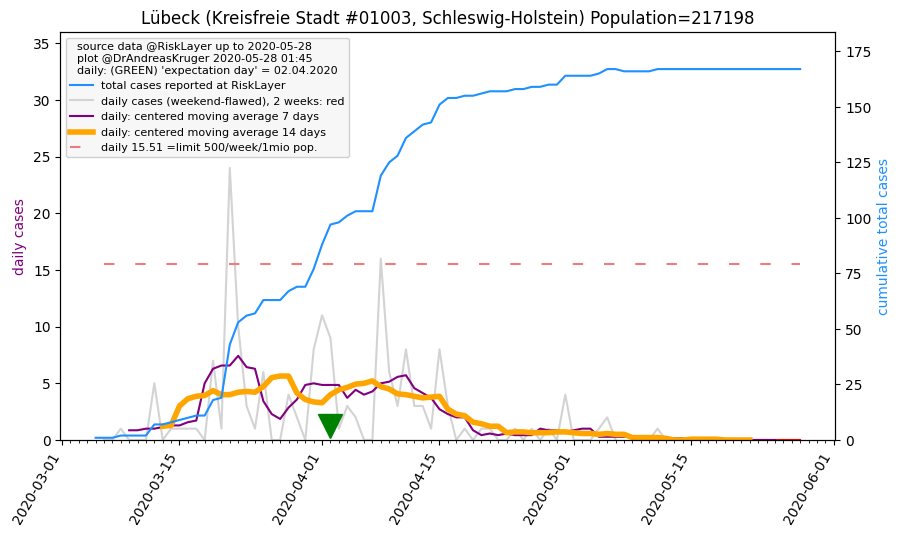 Lübeck (Kreisfreie Stadt #01003, Schleswig-Holstein) Population=217198
source data @RiskLayer up to 2020-05-28
plot @DrAndreasKruger 2020-05-28 01:45
daily: (GREEN) 'expectation day' = 02.04.2020
total cases reported at RiskLayer
daily cases (weekend-flawed), 2 weeks: red
daily: centered moving average 7 days
daily: centered moving average 14 days
daily 15.51 =limit 500/week/1mio pop.
daily cases
35
30
25
20
15
10
5
0
175
150
125
100
75
50
25
0
cumulative total cases
2020-03-01
2020-03-15
2020-04-01
2020-04-15
2020-05-01
2020-05-15
2020-06-01